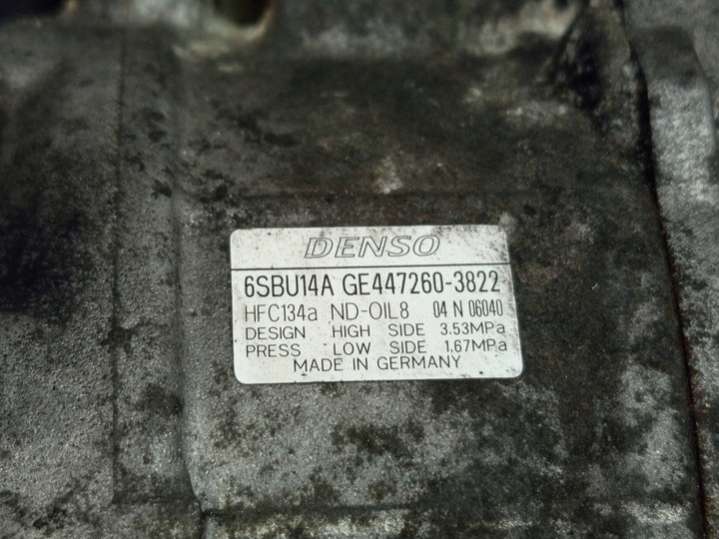 DENSO
6SBU14A GE447260-3822
HFC134a ND-OIL8 04 N 06040
DESIGN HIGH SIDE 3.53MPa
PRESS LOW SIDE 1.67MPa
MADE IN GERMANY